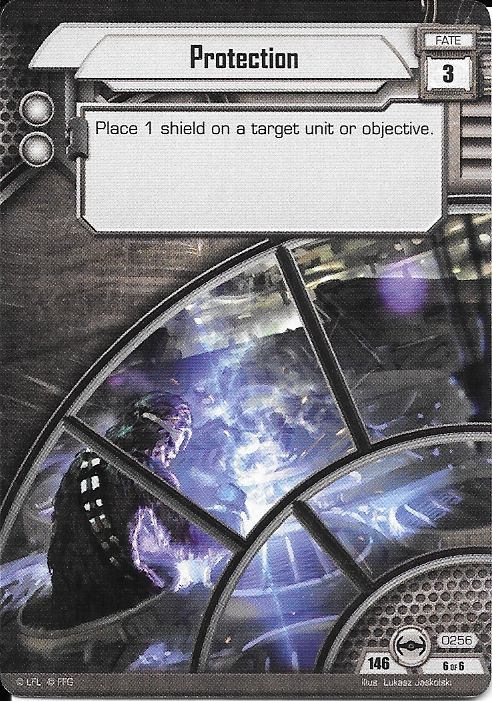 FATE
Protection
3
Place 1 shield on a target unit or objective.
0256
146
6 OF 6
© LFL © FFG
Illus. Lukasz Jaskolski